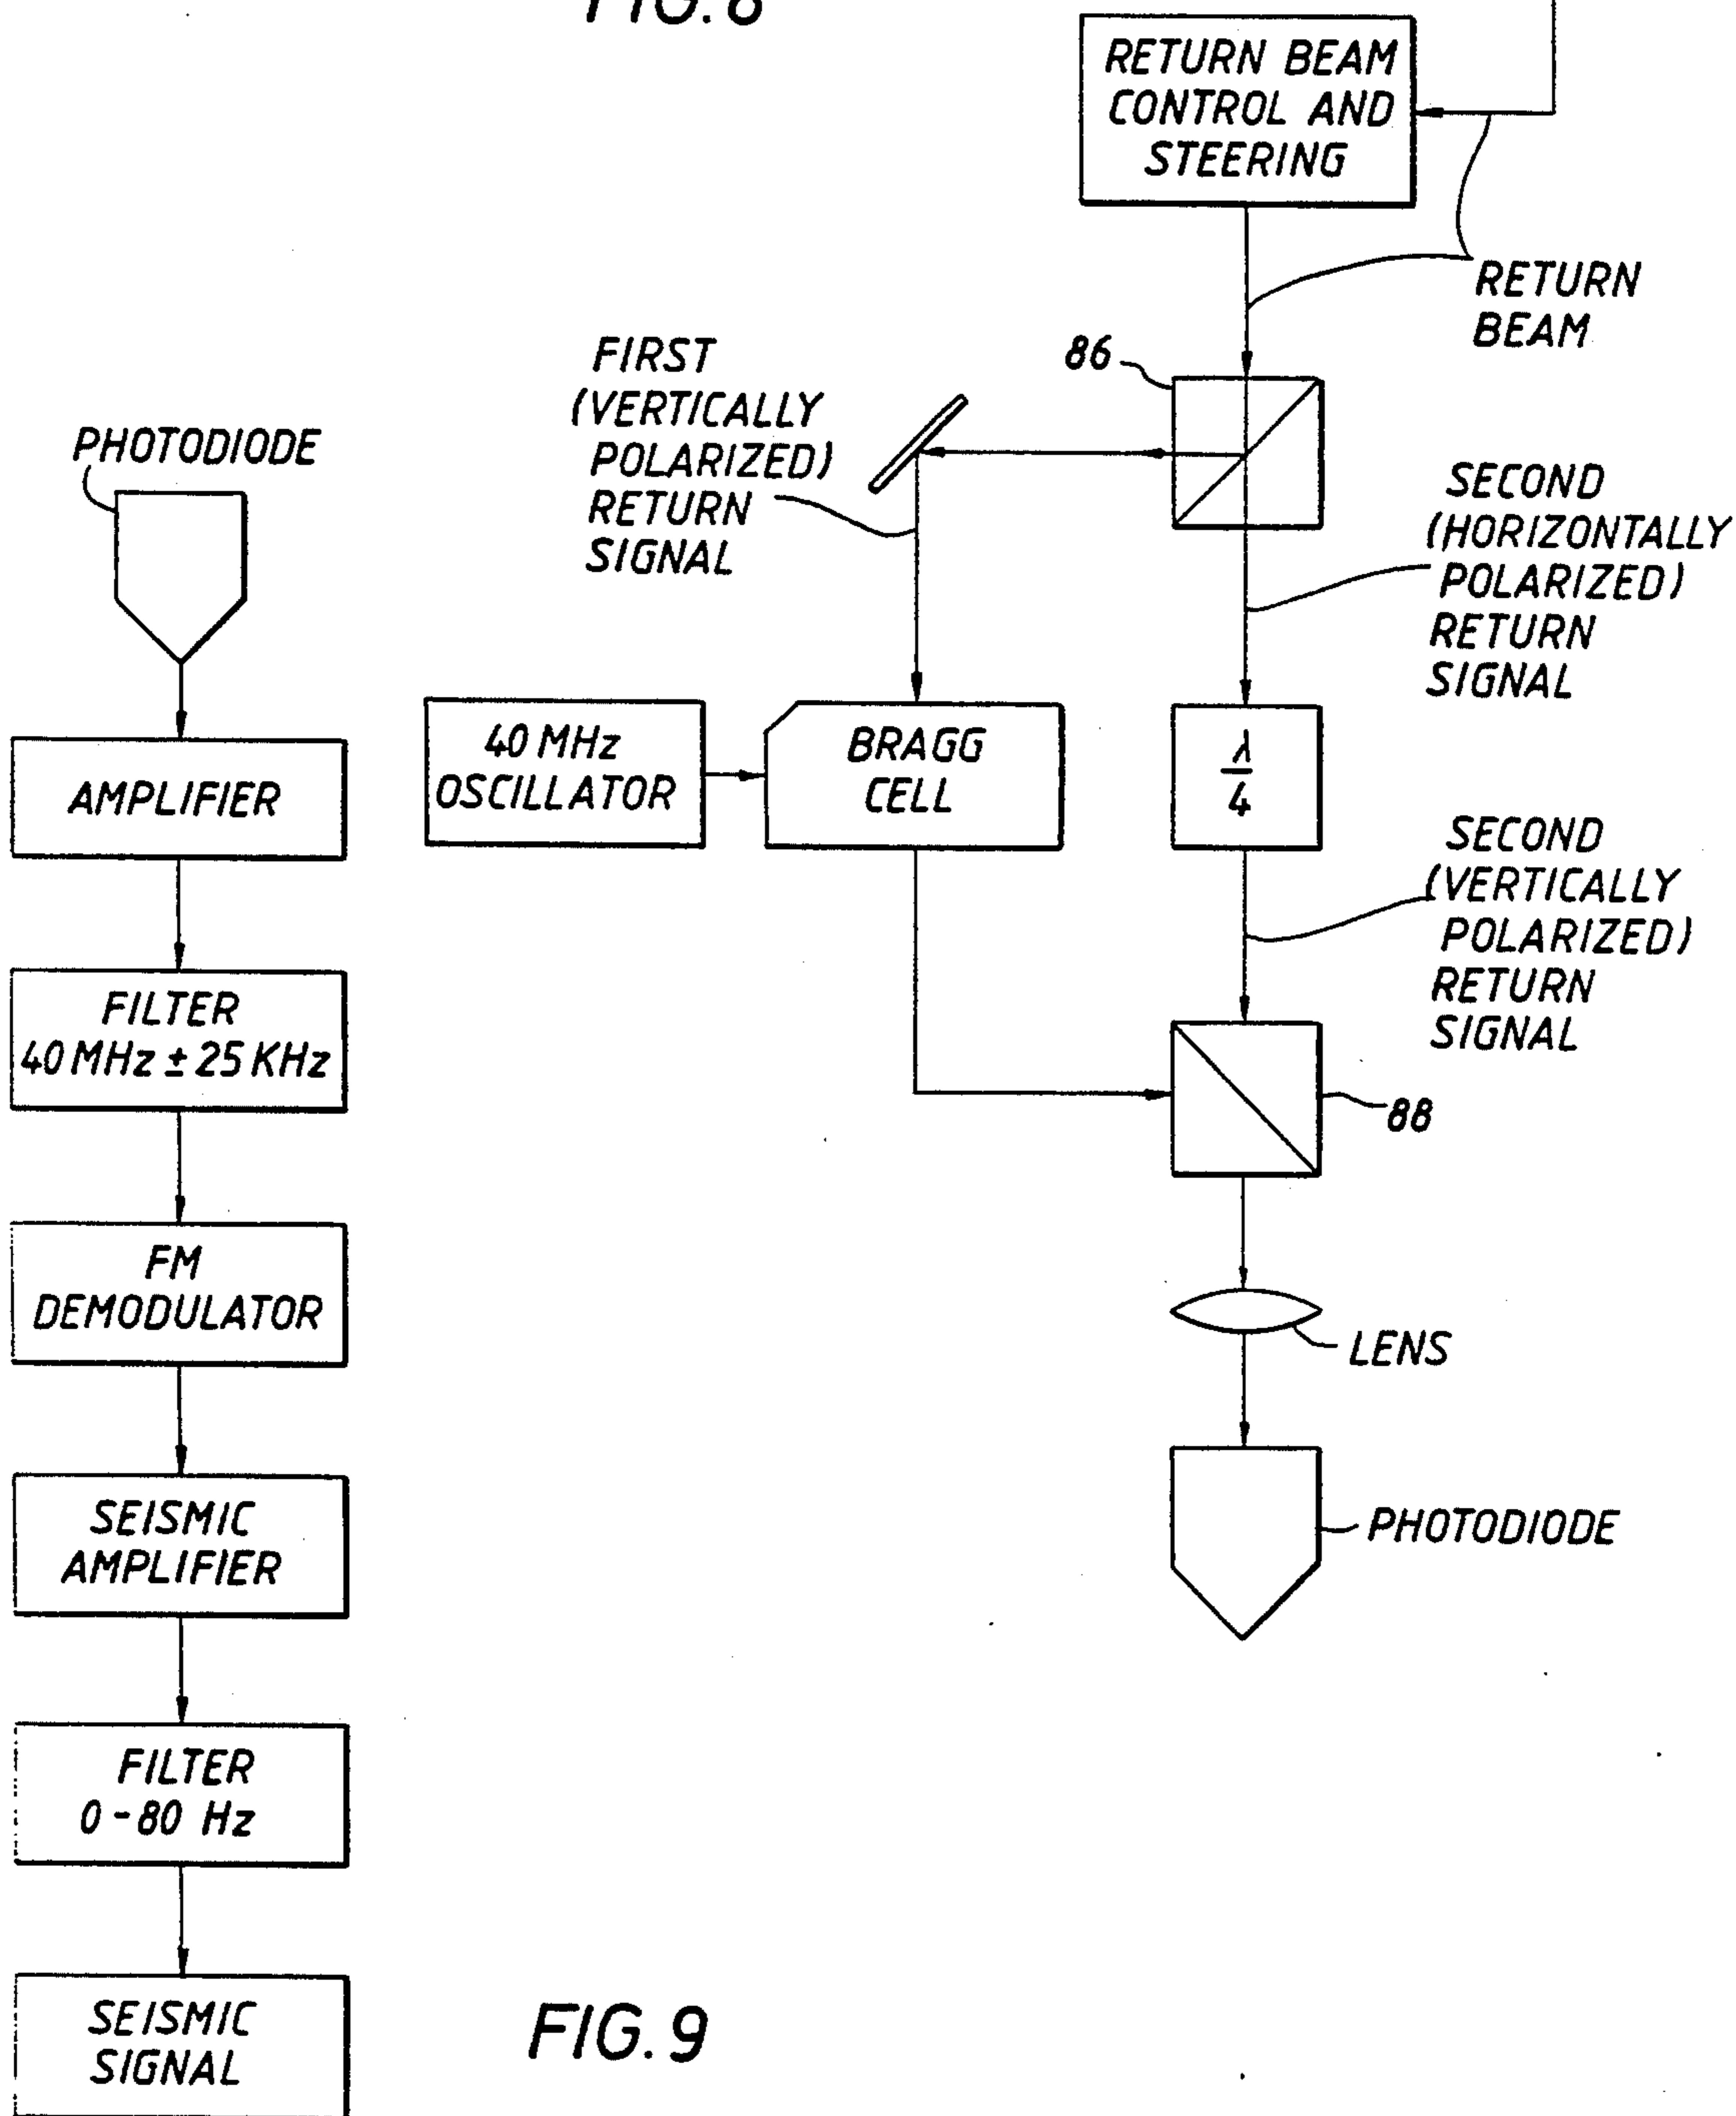 FIG. 8
RETURN BEAM
CONTROL AND
STEERING
RETURN
BEAM
86
FIRST
(VERTICALLY
POLARIZED)
RETURN
SIGNAL
SECOND
(HORIZONTALLY
POLARIZED)
RETURN
SIGNAL
40 MHz
OSCILLATOR
BRAGG
CELL
λ
4
SECOND
(VERTICALLY
POLARIZED)
RETURN
SIGNAL
88
LENS
PHOTODIODE
PHOTODIODE
AMPLIFIER
FILTER
40 MHz ± 25 KHz
FM
DEMODULATOR
SEISMIC
AMPLIFIER
FILTER
0-80 Hz
SEISMIC
SIGNAL
FIG. 9